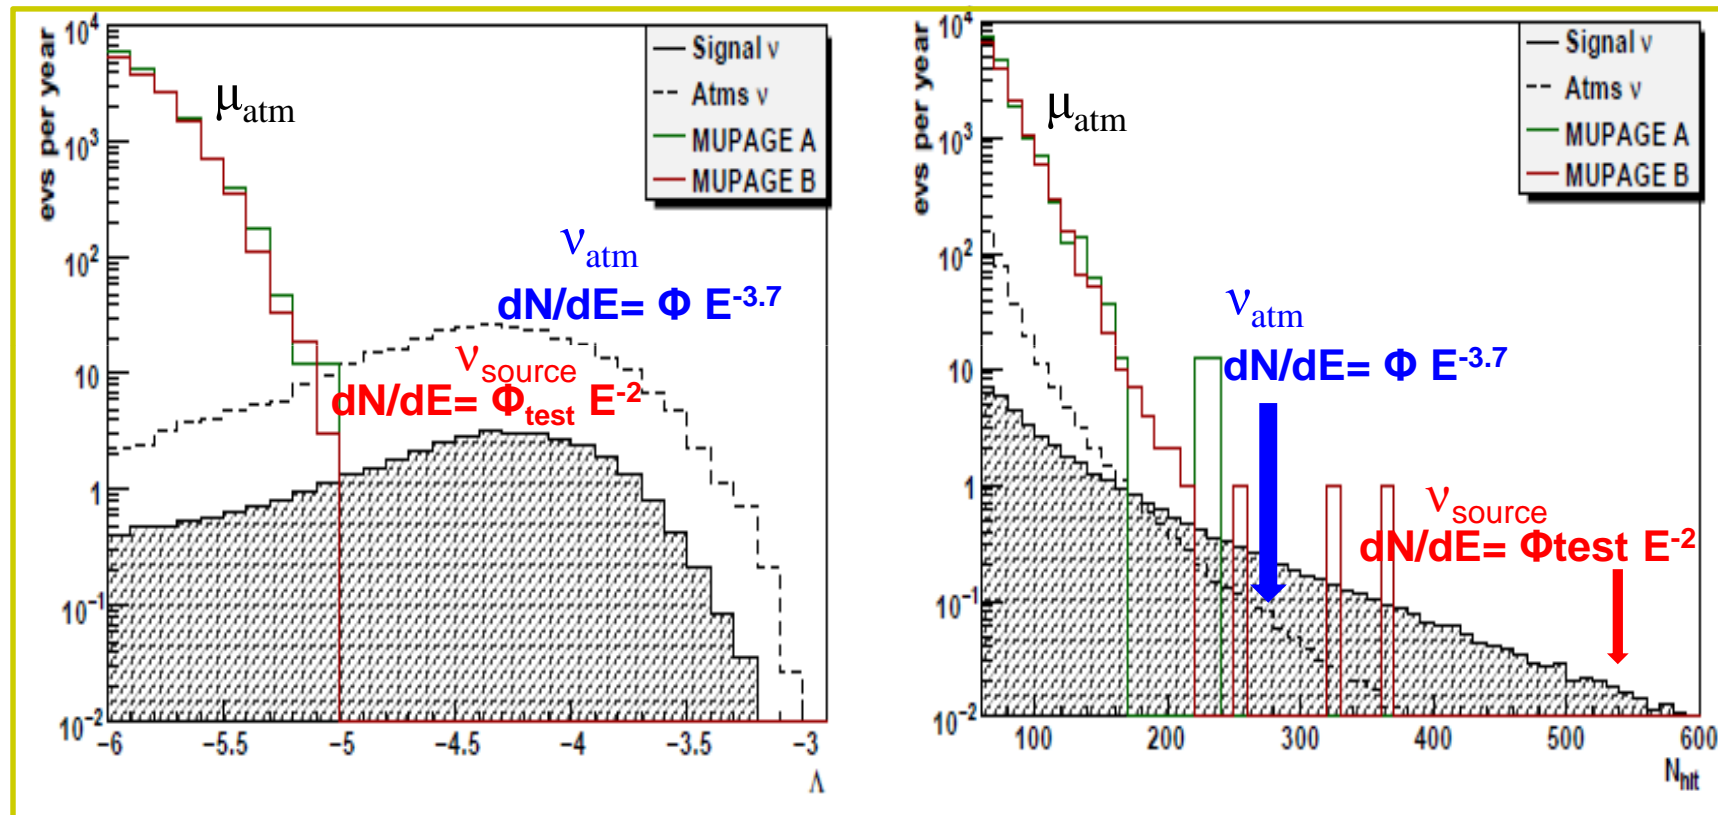 10⁴
10³
10²
10
1
10⁻¹
10⁻²
evs per year
−6 −5.5 −5 −4.5 −4 −3.5 −3
Λ
Signal ν
Atms ν
MUPAGE A
MUPAGE B
μatm
νatm
dN/dE= Φ E-3.7
νsource
dN/dE= Φtest E-2
10⁴
10³
10²
10
1
10⁻¹
10⁻²
evs per year
100 200 300 400 500 600
Nhit
Signal ν
Atms ν
MUPAGE A
MUPAGE B
μatm
νatm
dN/dE= Φ E-3.7
νsource
dN/dE= Φtest E-2